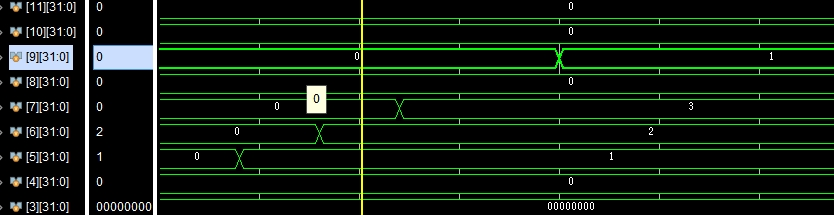 [11][31:0] 0 0
[10][31:0] 0 0
[9][31:0] 0 0 1
[8][31:0] 0 0
[7][31:0] 0 0 0 3
[6][31:0] 2 0 2
[5][31:0] 1 0 1
[4][31:0] 0 0
[3][31:0] 00000000 00000000